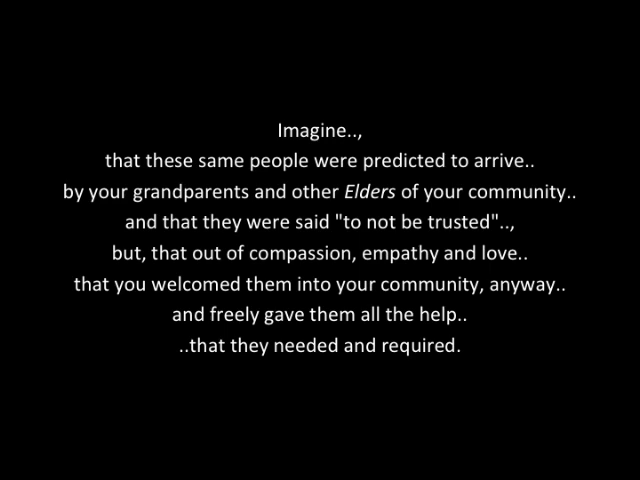 Imagine..,
that these same people were predicted to arrive..
by your grandparents and other Elders of your community..
and that they were said "to not be trusted"..,
but, that out of compassion, empathy and love..
that you welcomed them into your community, anyway..
and freely gave them all the help..
..that they needed and required.